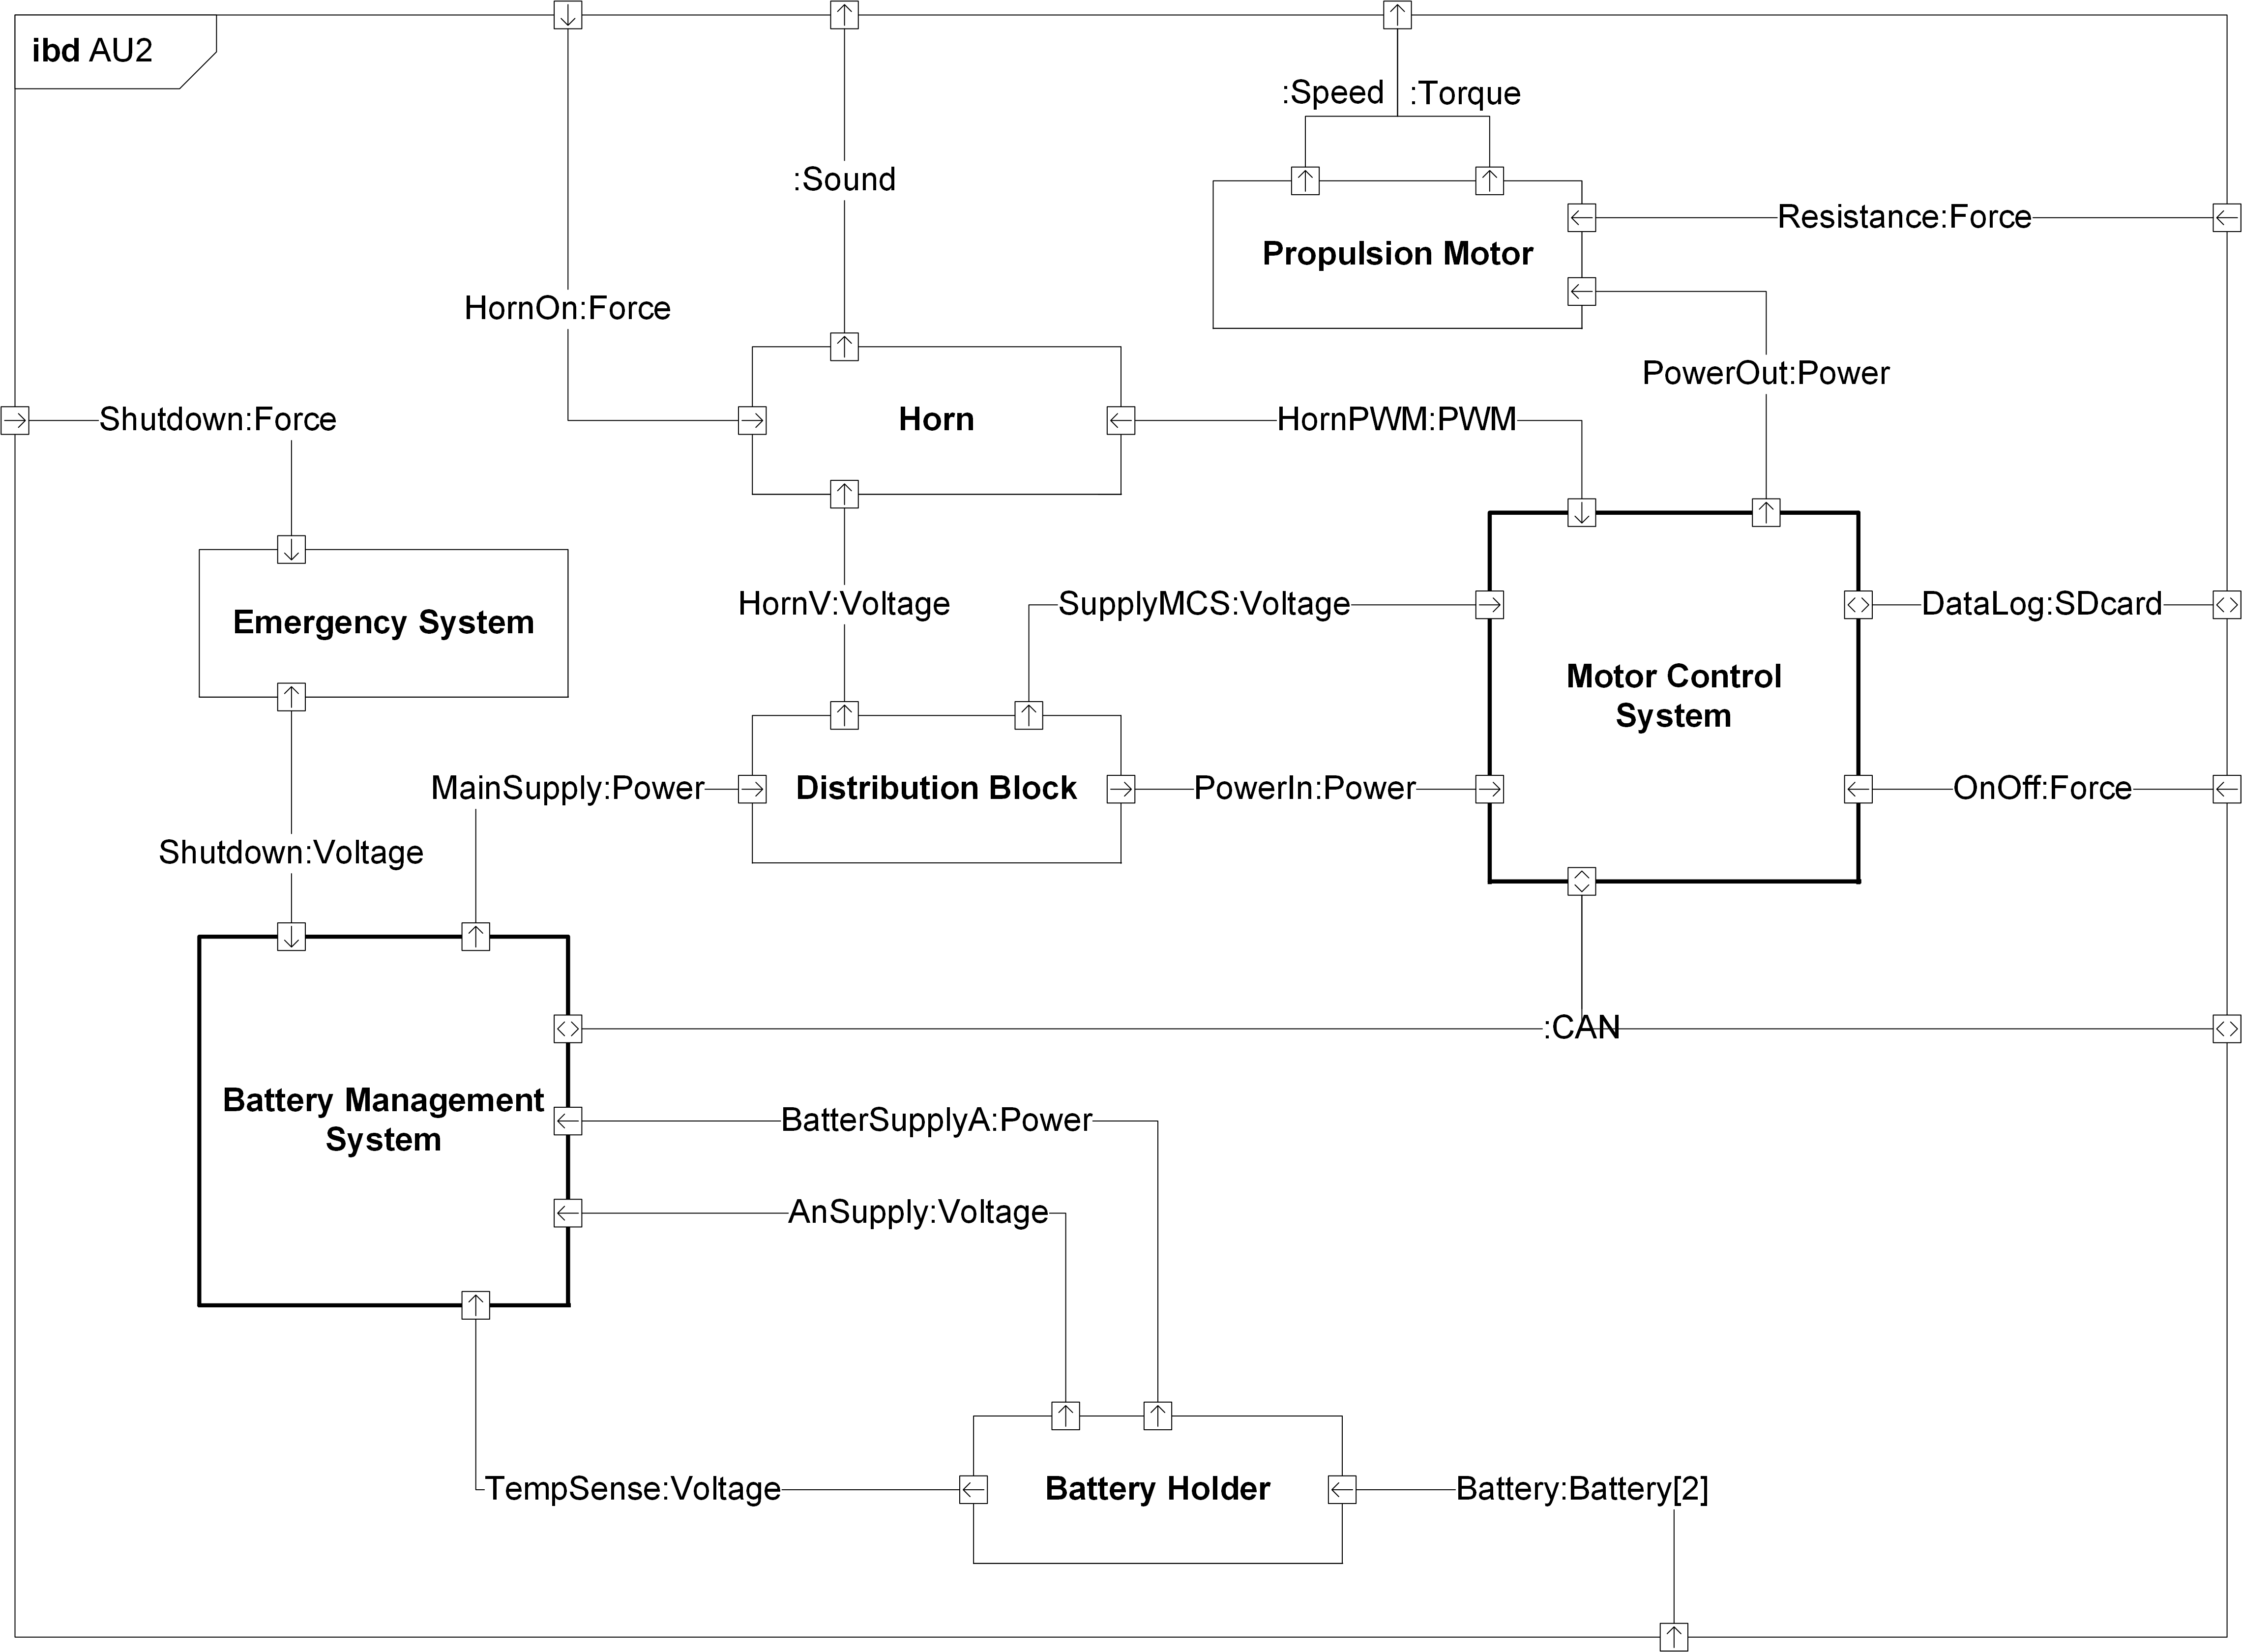 ibd AU2
:Speed
:Torque
:Sound
Resistance:Force
Propulsion Motor
HornOn:Force
PowerOut:Power
Shutdown:Force
Horn
HornPWM:PWM
HornV:Voltage
SupplyMCS:Voltage
DataLog:SDcard
Emergency System
Motor Control
System
MainSupply:Power
Distribution Block
PowerIn:Power
OnOff:Force
Shutdown:Voltage
:CAN
Battery Management
System
BatterSupplyA:Power
AnSupply:Voltage
TempSense:Voltage
Battery Holder
Battery:Battery[2]